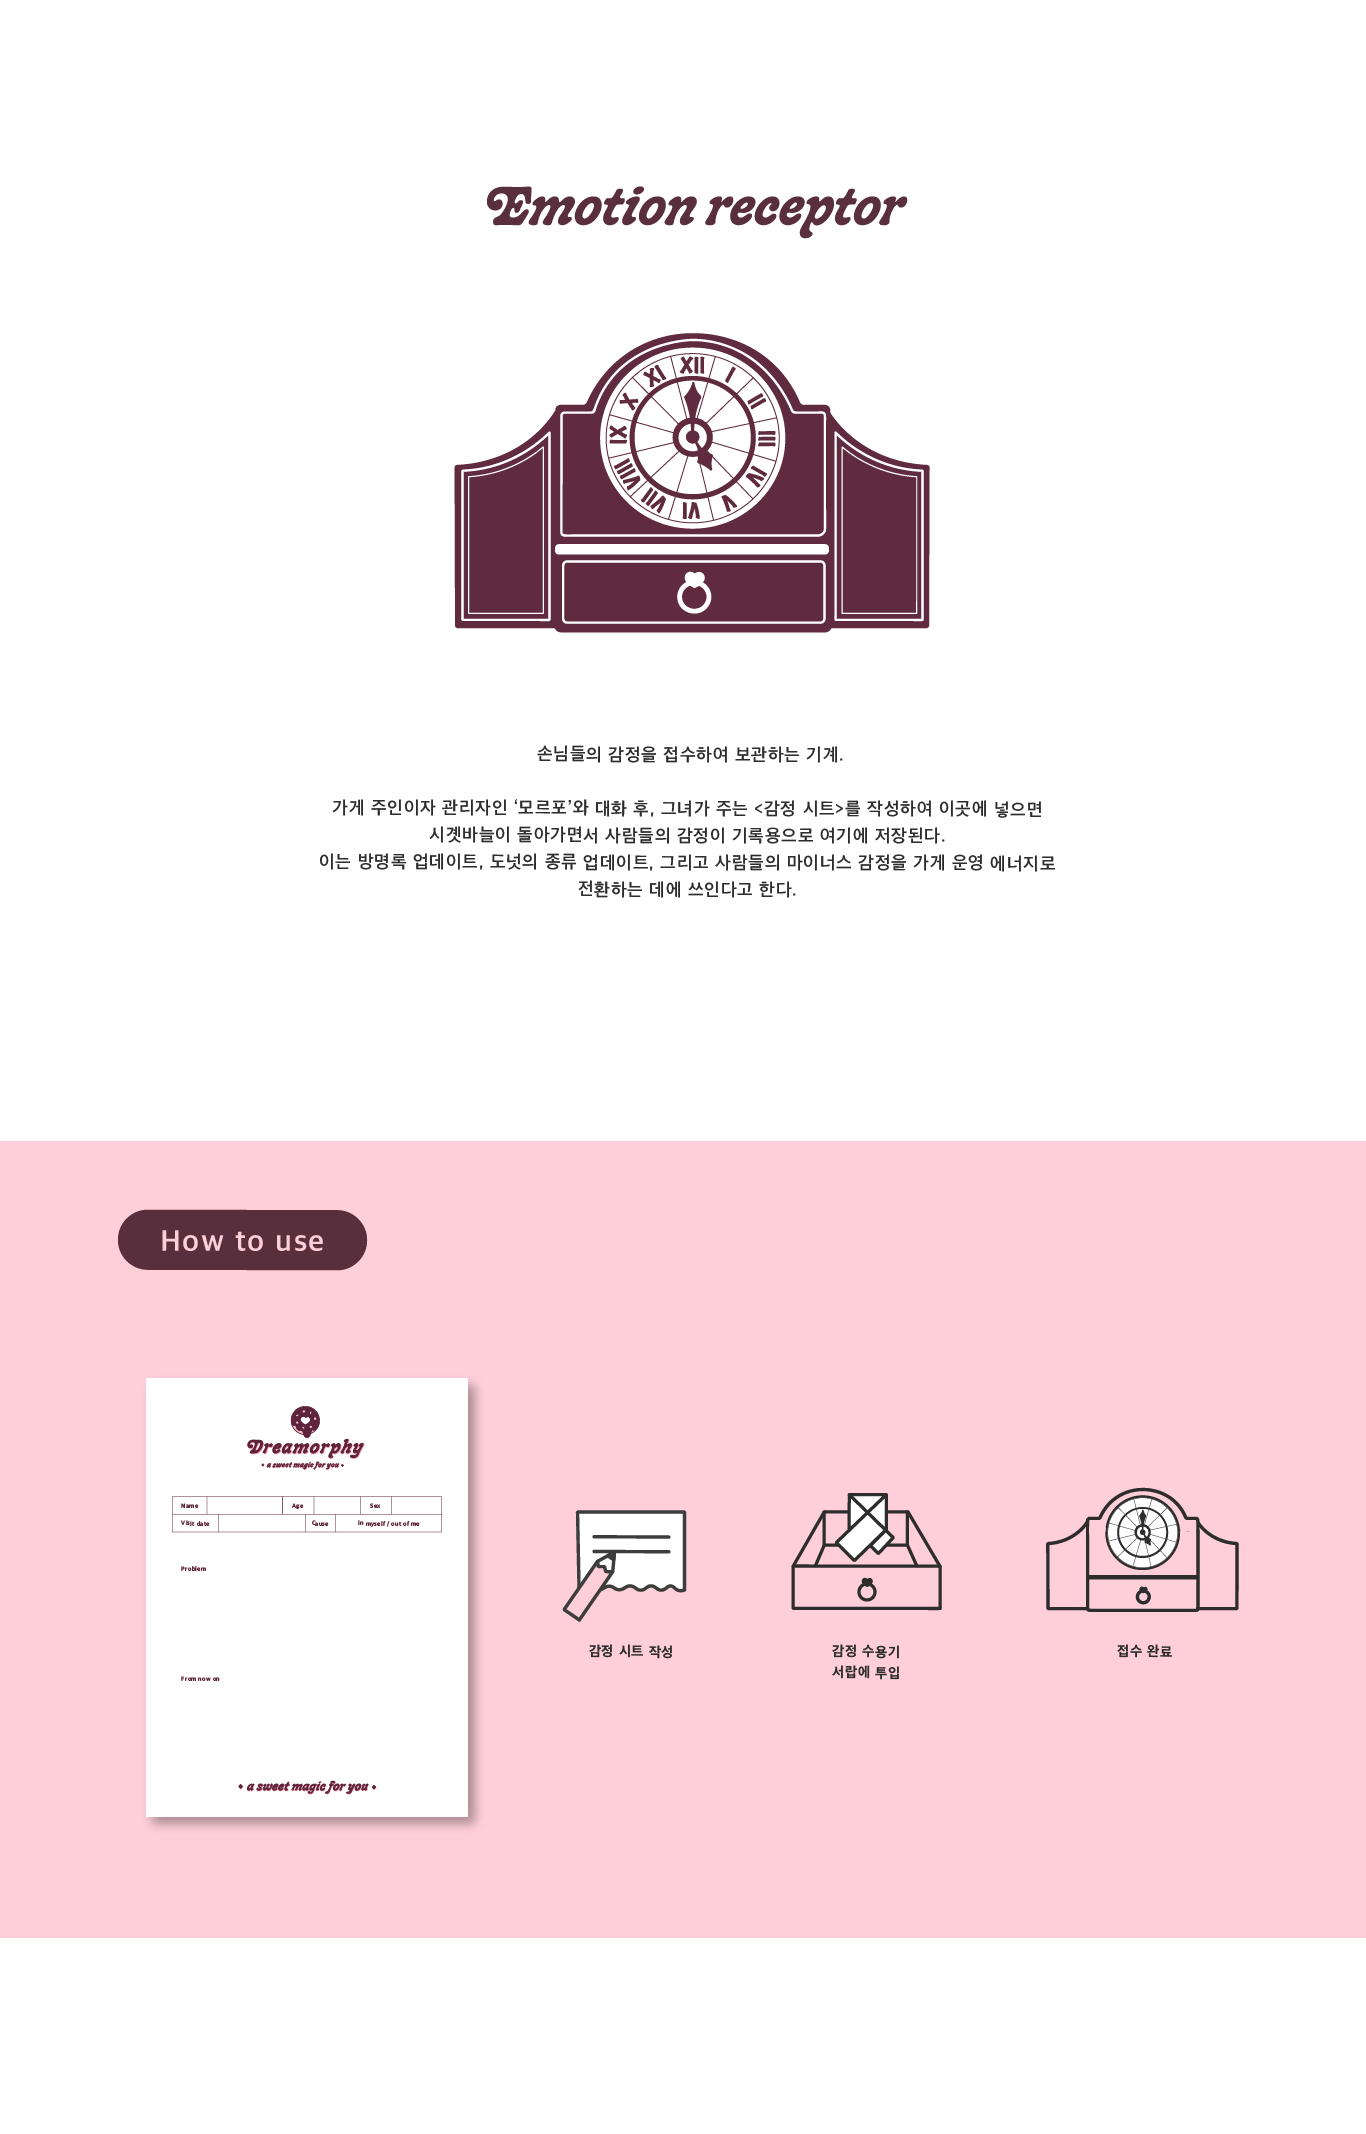 Emotion receptor
XII
I
II
III
IV
V
VI
VII
VIII
IX
X
XI
손님들의 감정을 접수하여 보관하는 기계.
가게 주인이자 관리자인 ‘모르포’와 대화 후, 그녀가 주는 <감정 시트>를 작성하여 이곳에 넣으면
시곗바늘이 돌아가면서 사람들의 감정이 기록용으로 여기에 저장된다.
이는 방명록 업데이트, 도넛의 종류 업데이트, 그리고 사람들의 마이너스 감정을 가게 운영 에너지로
전환하는 데에 쓰인다고 한다.
How to use
Dreamorphy
• a sweet magic for you •
Name Age Sex
Visit date Cause In myself / out of me
Problem
From now on
• a sweet magic for you •
감정 시트 작성
감정 수용기
서랍에 투입
접수 완료